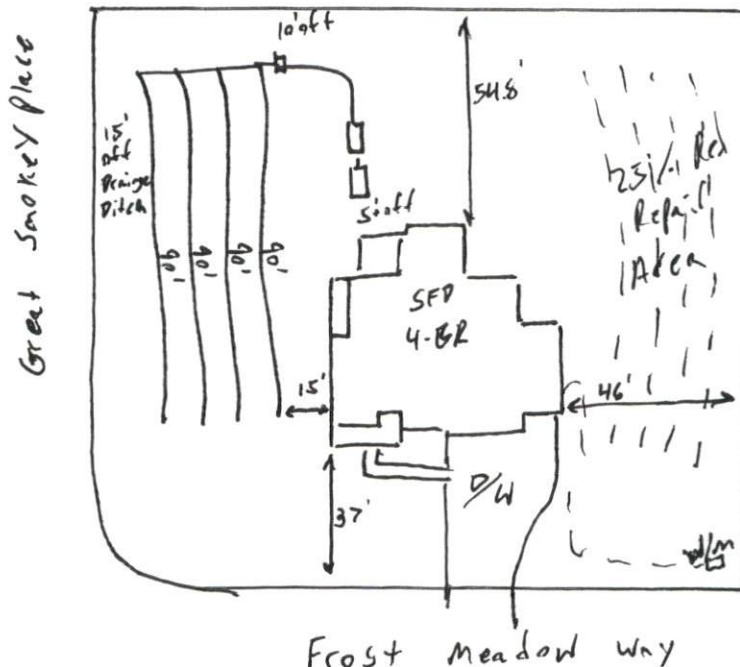 Great Smokey Place
10' off
54.8'
15'
Off
Drainge
Ditch
5' off
Repair
Area
90'
90'
90'
90'
SFD
4-BR
15'
46'
37'
D/W
W/M
Frost Meadow Way